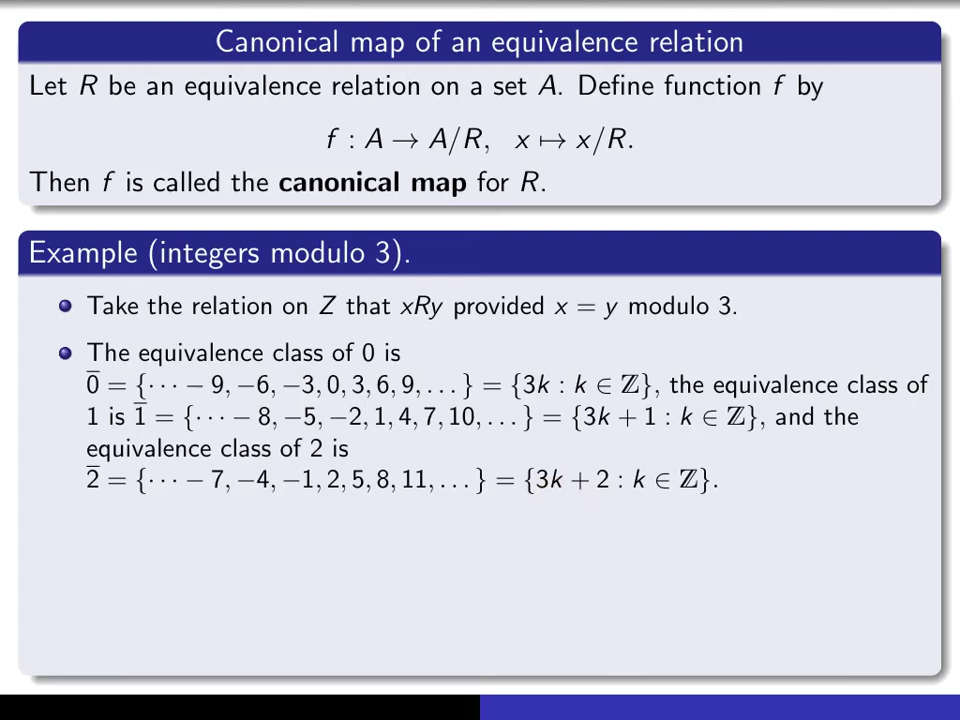 Canonical map of an equivalence relation
Let R be an equivalence relation on a set A. Define function f by
f : A → A/R, x ↦ x/R.
Then f is called the canonical map for R.
Example (integers modulo 3).
Take the relation on Z that xRy provided x = y modulo 3.
The equivalence class of 0 is
0̅ = {⋯ − 9, −6, −3, 0, 3, 6, 9, . . . } = {3k : k ∈ ℤ}, the equivalence class of
1 is 1̅ = {⋯ − 8, −5, −2, 1, 4, 7, 10, . . . } = {3k + 1 : k ∈ ℤ}, and the
equivalence class of 2 is
2̅ = {⋯ − 7, −4, −1, 2, 5, 8, 11, . . . } = {3k + 2 : k ∈ ℤ}.